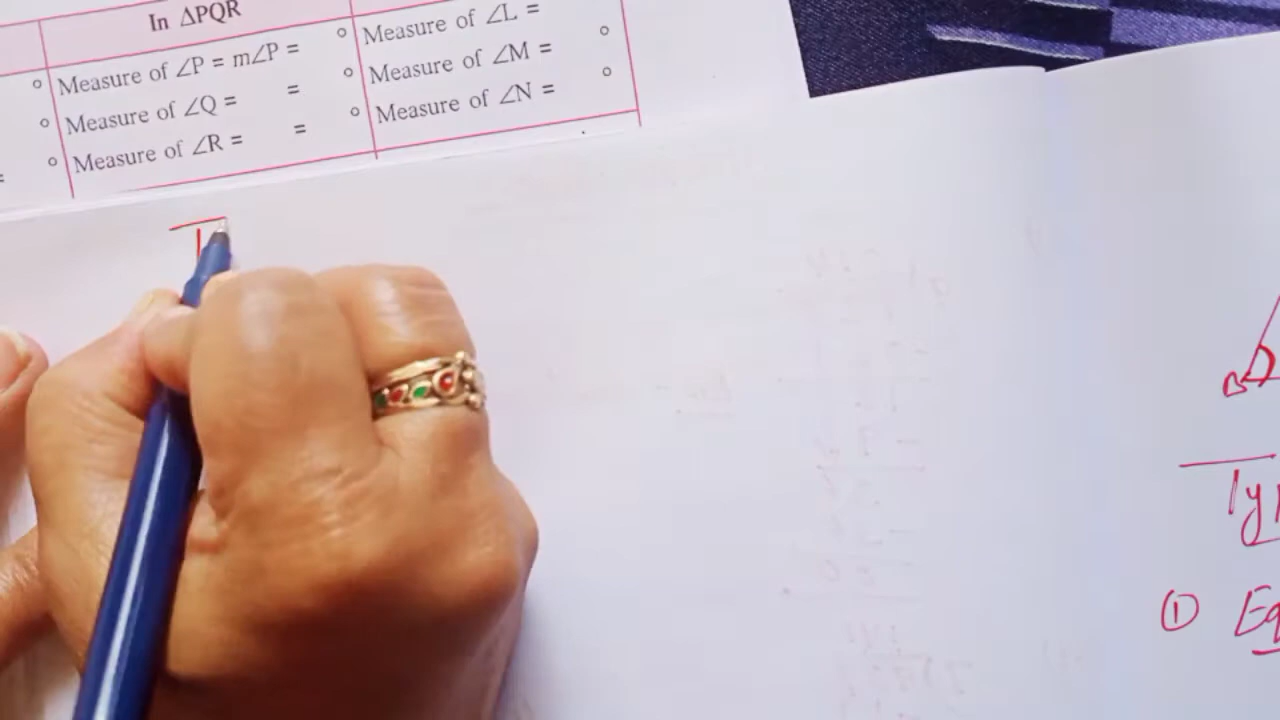 In ΔPQR
° Measure of ∠P = m∠P = ° Measure of ∠L = °
° Measure of ∠Q = = ° Measure of ∠M = °
= ° Measure of ∠R = = ° Measure of ∠N = °
T
B
① Eq